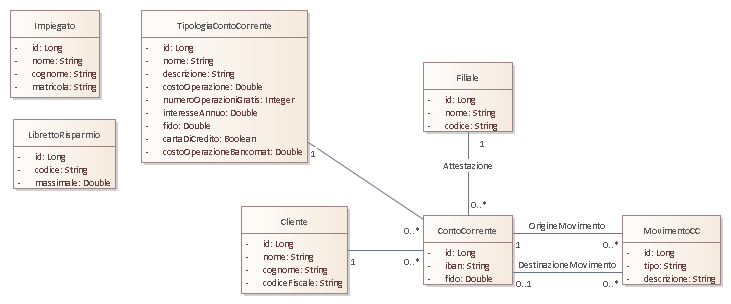 Impiegato
- id: Long
- nome: String
- cognome: String
- matricola: String
TipologiaContoCorrente
- id: Long
- nome: String
- descrizione: String
- costoOperazione: Double
- numeroOperazioniGratis: Integer
- interesseAnnuo: Double
- fido: Double
- cartaDiCredito: Boolean
- costoOperazioneBancomat: Double
1
Filiale
- id: Long
- nome: String
- codice: String
1
Attestazione
0..*
LibrettoRisparmio
- id: Long
- codice: String
- massimale: Double
Cliente
- id: Long
- nome: String
- cognome: String
- codiceFiscale: String
1
0..*
0..*
ContoCorrente
- id: Long
- iban: String
- fido: Double
OrigineMovimento
1
0..*
DestinazioneMovimento
0..1
0..*
MovimentoCC
- id: Long
- tipo: String
- descrizione: String